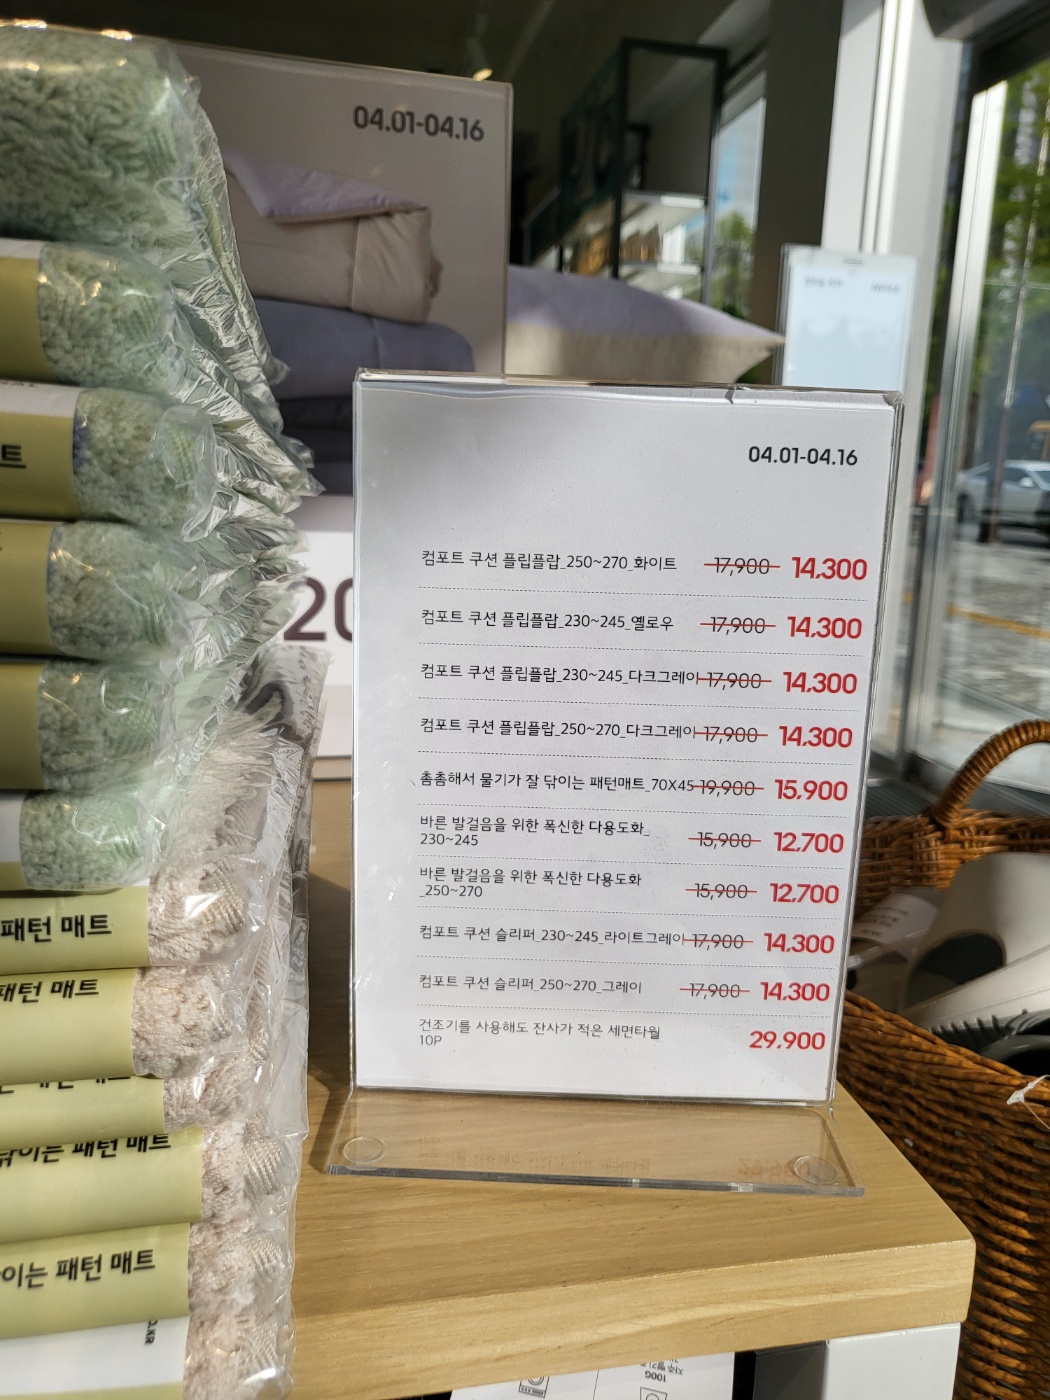 04.01-04.16
04.01-04.16
컴포트 쿠션 플립플랍_250~270_화이트 17,900 14,300
컴포트 쿠션 플립플랍_230~245_옐로우 17,900 14,300
컴포트 쿠션 플립플랍_230~245_다크그레이 17,900 14,300
컴포트 쿠션 플립플랍_250~270_다크그레이 17,900 14,300
촘촘해서 물기가 잘 닦이는 패턴매트_70X45 19,900 15,900
바른 발걸음을 위한 폭신한 다용도화_
230~245 15,900 12,700
바른 발걸음을 위한 폭신한 다용도화
_250~270 15,900 12,700
컴포트 쿠션 슬리퍼_230~245_라이트그레이 17,900 14,300
컴포트 쿠션 슬리퍼_250~270_그레이 17,900 14,300
건조기를 사용해도 잔사가 적은 세면타월
10P 29,900
20
트
패턴 매트
패턴 매트
닦이는 패턴 매트
이는 패턴 매트
O.KR
100G